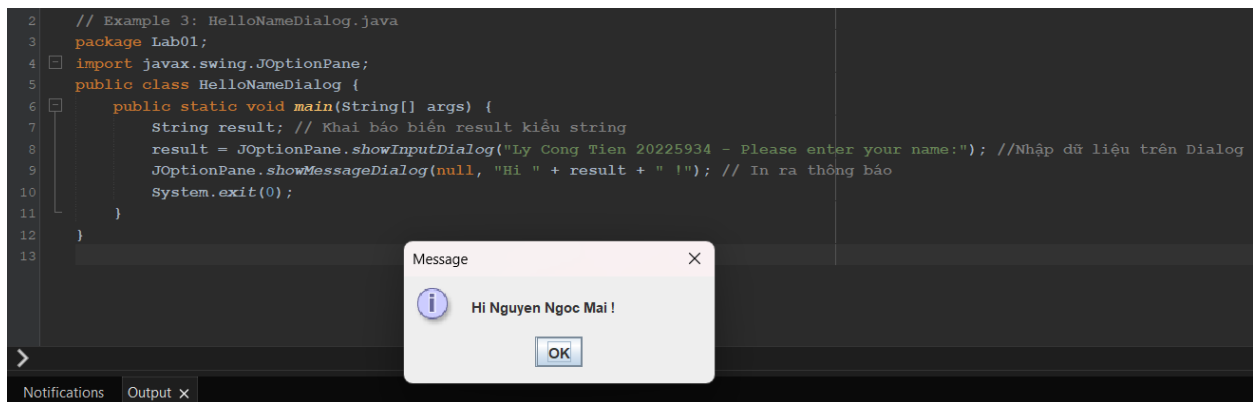 2 // Example 3: HelloNameDialog.java
3 package Lab01;
4 import javax.swing.JOptionPane;
5 public class HelloNameDialog {
6 public static void main(String[] args) {
7 String result; // Khai báo biến result kiểu string
8 result = JOptionPane.showInputDialog("Ly Cong Tien 20225934 - Please enter your name:"); //Nhập dữ liệu trên Dialog
9 JOptionPane.showMessageDialog(null, "Hi " + result + " !"); // In ra thông báo
10 System.exit(0);
11 }
12 }
13
Message
Hi Nguyen Ngoc Mai !
OK
Notifications Output